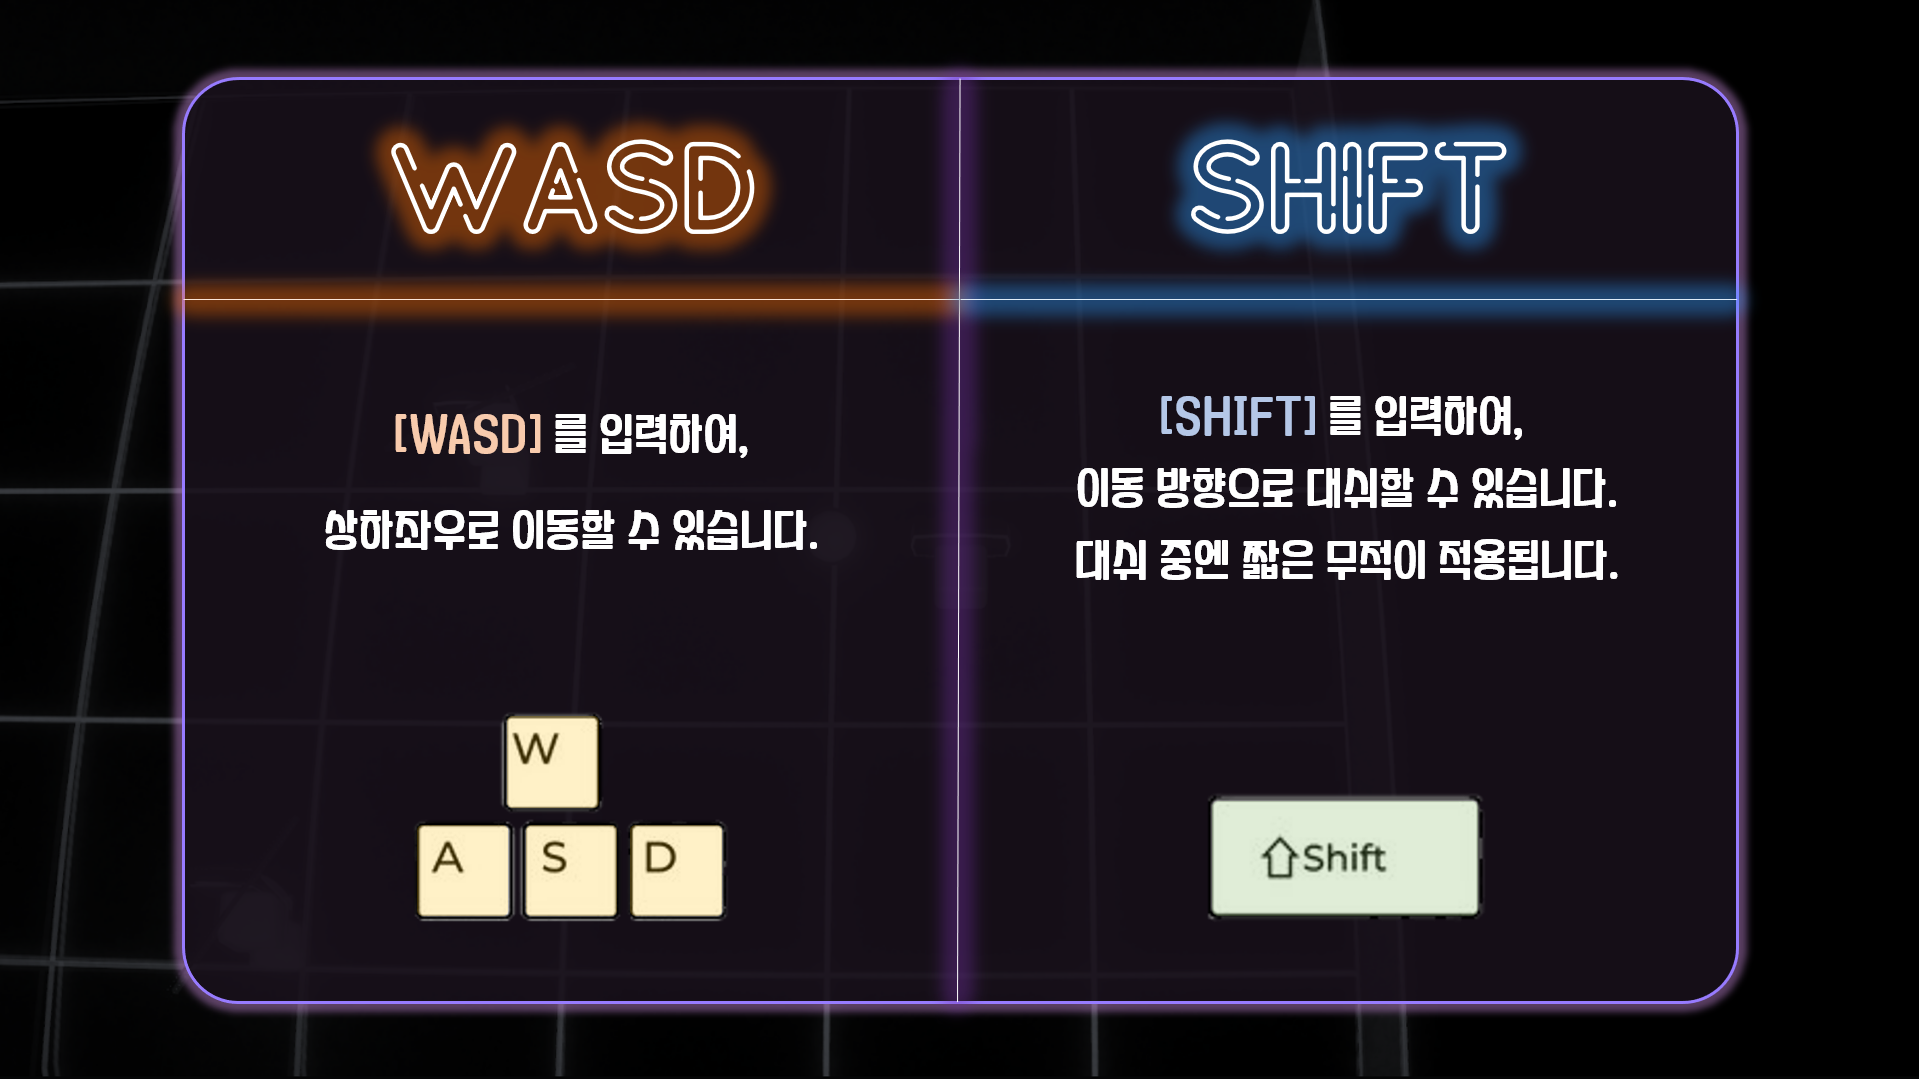 WASD
[WASD] 를 입력하여,
상하좌우로 이동할 수 있습니다.
W
A S D
SHIFT
[SHIFT] 를 입력하여,
이동 방향으로 대쉬할 수 있습니다.
대쉬 중엔 짧은 무적이 적용됩니다.
Shift